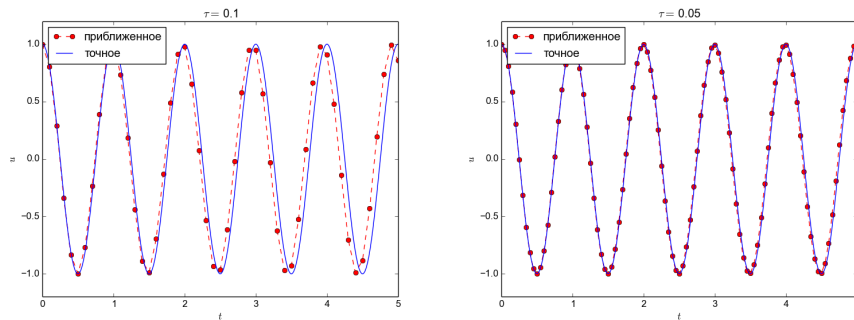 τ = 0.1
приближенное
точное
1.0
0.5
0.0
−0.5
−1.0
u
0 1 2 3 4 5
t
τ = 0.05
приближенное
точное
1.0
0.5
0.0
−0.5
−1.0
u
0 1 2 3 4
t